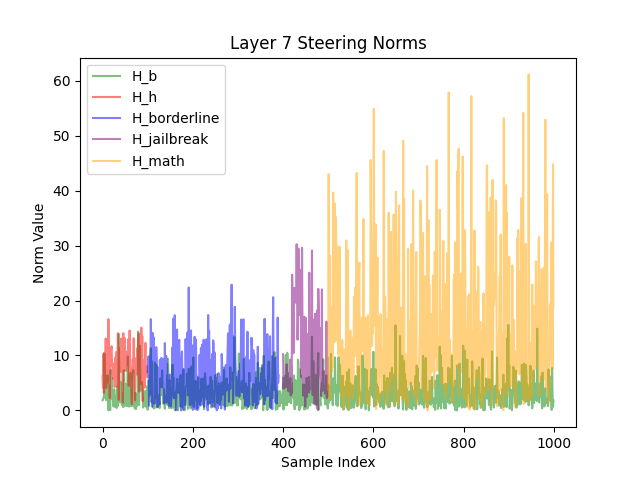 Layer 7 Steering Norms
H_b
H_h
H_borderline
H_jailbreak
H_math
Norm Value
60
50
40
30
20
10
0
0 200 400 600 800 1000
Sample Index